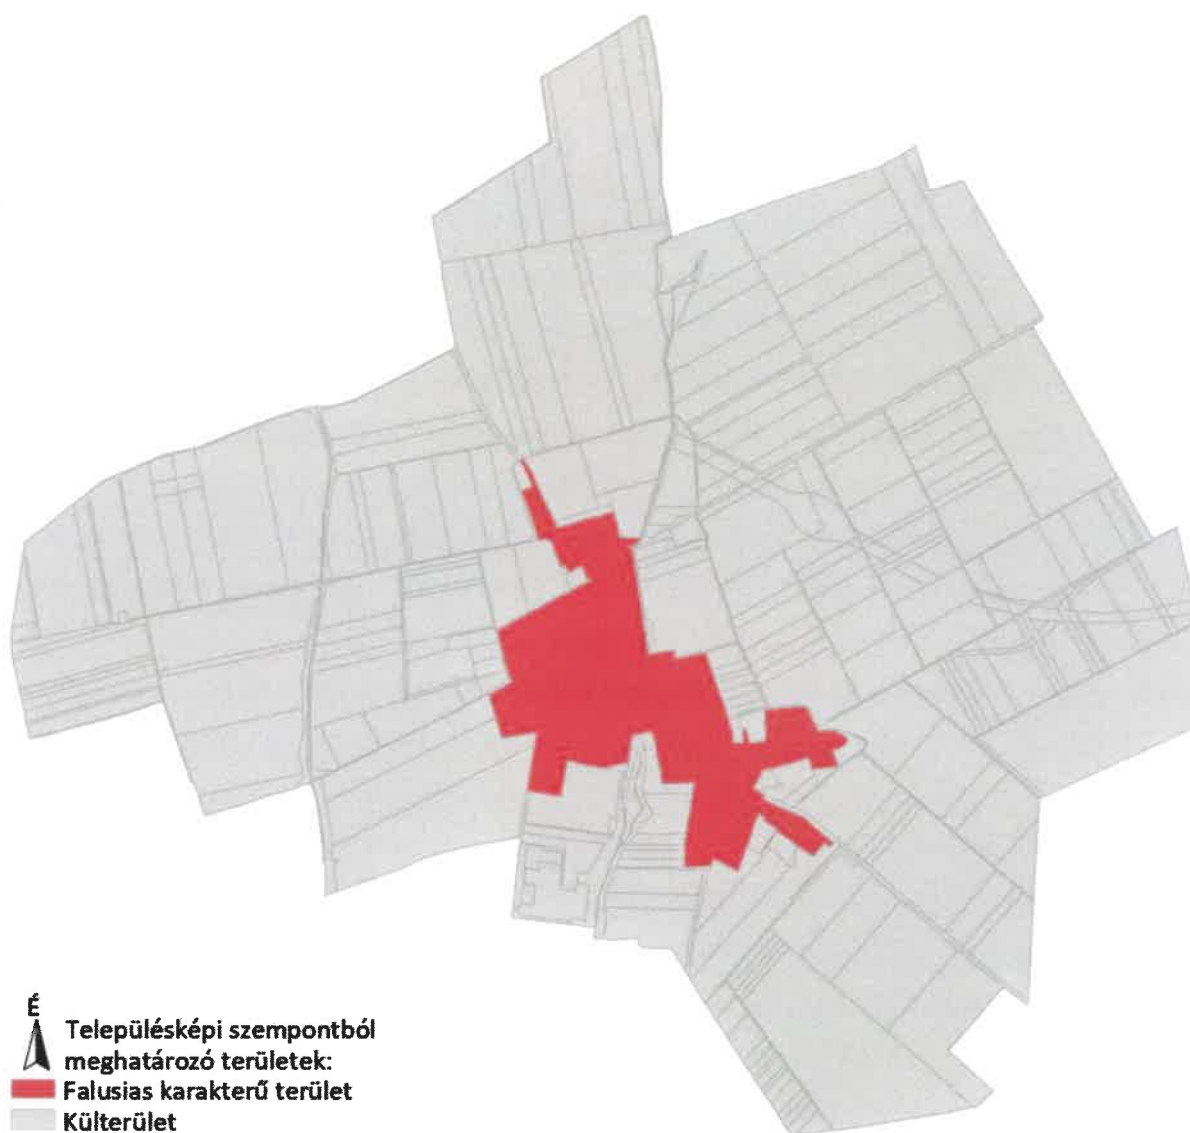 É
Településképi szempontból
meghatározó területek:
Falusias karakterű terület
Külterület